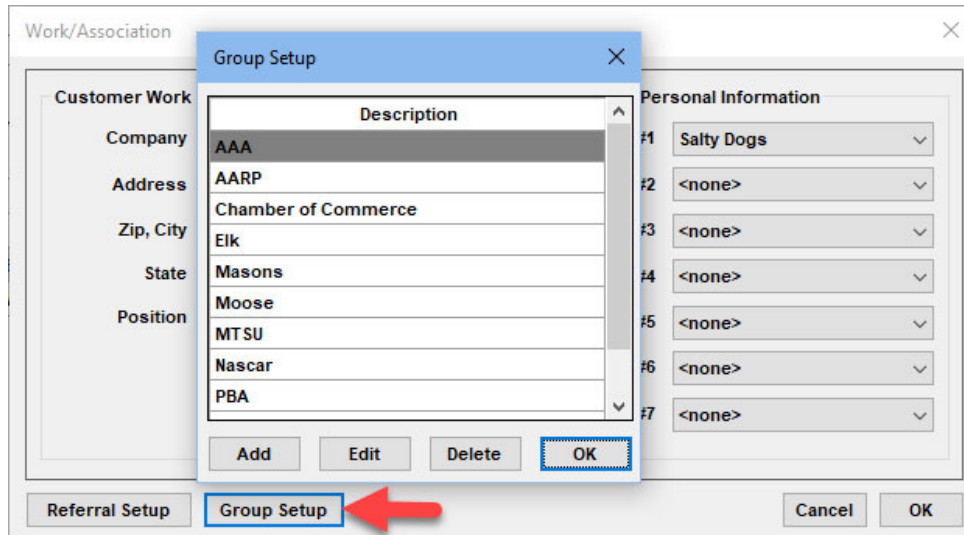 Work/Association
Group Setup
Customer Work
Company
Address
Zip, City
State
Position
Description
AAA
AARP
Chamber of Commerce
Elk
Masons
Moose
MTSU
Nascar
PBA
Add Edit Delete OK
Personal Information
#1 Salty Dogs
#2 <none>
#3 <none>
#4 <none>
#5 <none>
#6 <none>
#7 <none>
Referral Setup Group Setup Cancel OK